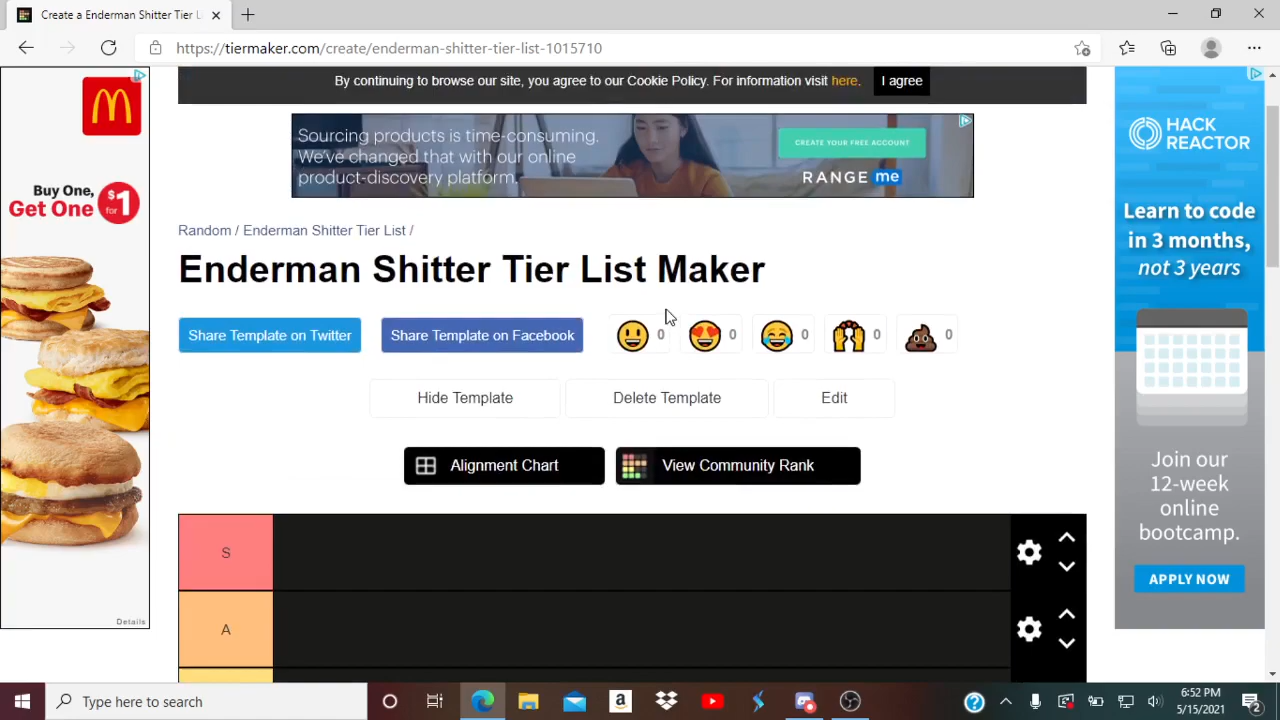 Create a Enderman Shitter Tier L
https://tiermaker.com/create/enderman-shitter-tier-list-1015710
By continuing to browse our site, you agree to our Cookie Policy. For information visit here.
I agree
Buy One,
Get One $1 for
Details
Sourcing products is time-consuming.
We've changed that with our online
product-discovery platform.
CREATE YOUR FREE ACCOUNT
RANGE me
HACK
REACTOR
Learn to code
in 3 months,
not 3 years
Join our
12-week
online
bootcamp.
APPLY NOW
Random / Enderman Shitter Tier List /
Enderman Shitter Tier List Maker
Share Template on Twitter
Share Template on Facebook
0
0
0
0
0
Hide Template
Delete Template
Edit
Alignment Chart
View Community Rank
S
A
Type here to search
6:52 PM
5/15/2021
2